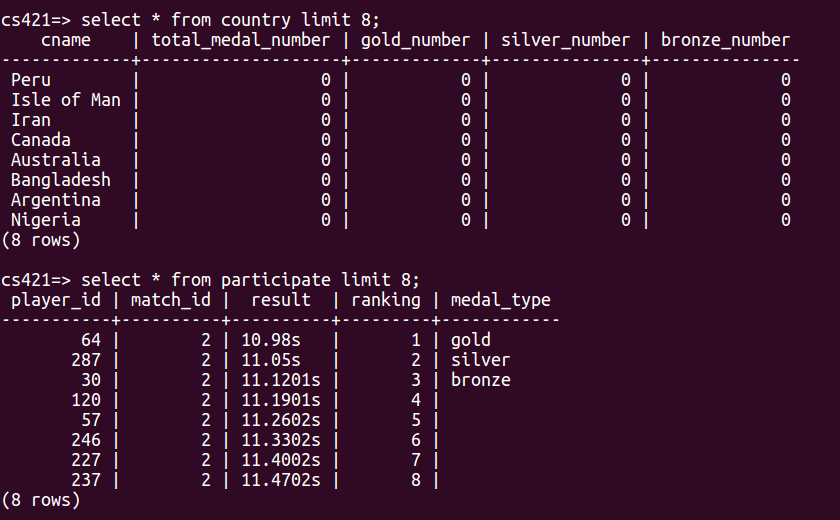 cs421=> select * from country limit 8;
    cname    | total_medal_number | gold_number | silver_number | bronze_number
-------------+--------------------+-------------+---------------+---------------
 Peru        |                  0 |           0 |             0 |             0
 Isle of Man |                  0 |           0 |             0 |             0
 Iran        |                  0 |           0 |             0 |             0
 Canada      |                  0 |           0 |             0 |             0
 Australia   |                  0 |           0 |             0 |             0
 Bangladesh  |                  0 |           0 |             0 |             0
 Argentina   |                  0 |           0 |             0 |             0
 Nigeria     |                  0 |           0 |             0 |             0
(8 rows)

cs421=> select * from participate limit 8;
 player_id | match_id |  result  | ranking | medal_type
-----------+----------+----------+---------+------------
        64 |        2 | 10.98s   |       1 | gold
       287 |        2 | 11.05s   |       2 | silver
        30 |        2 | 11.1201s |       3 | bronze
       120 |        2 | 11.1901s |       4 |
        57 |        2 | 11.2602s |       5 |
       246 |        2 | 11.3302s |       6 |
       227 |        2 | 11.4002s |       7 |
       237 |        2 | 11.4702s |       8 |
(8 rows)